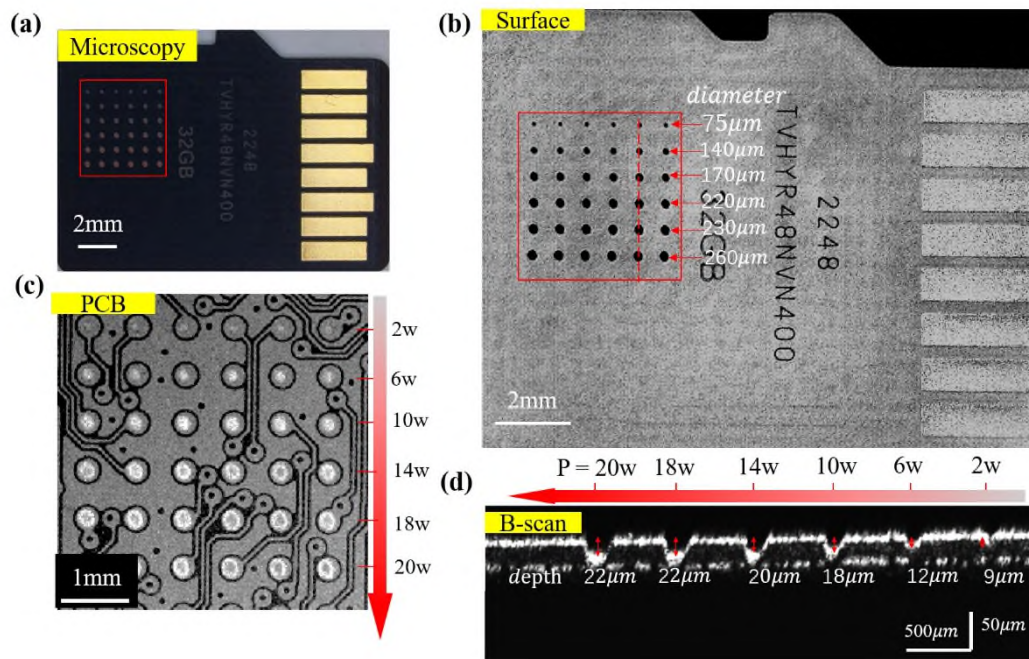 (a)
Microscopy
TVHYR48NVN400
2248
32GB
2mm
(b)
Surface
diameter
75μm
140μm
170μm
220μm
230μm
260μm
32GB
TVHYR48NVN400
2248
2mm
(c)
PCB
2w
6w
10w
14w
18w
20w
1mm
(d)
P = 20w 18w 14w 10w 6w 2w
B-scan
depth 22μm 22μm 20μm 18μm 12μm 9μm
500μm 50μm